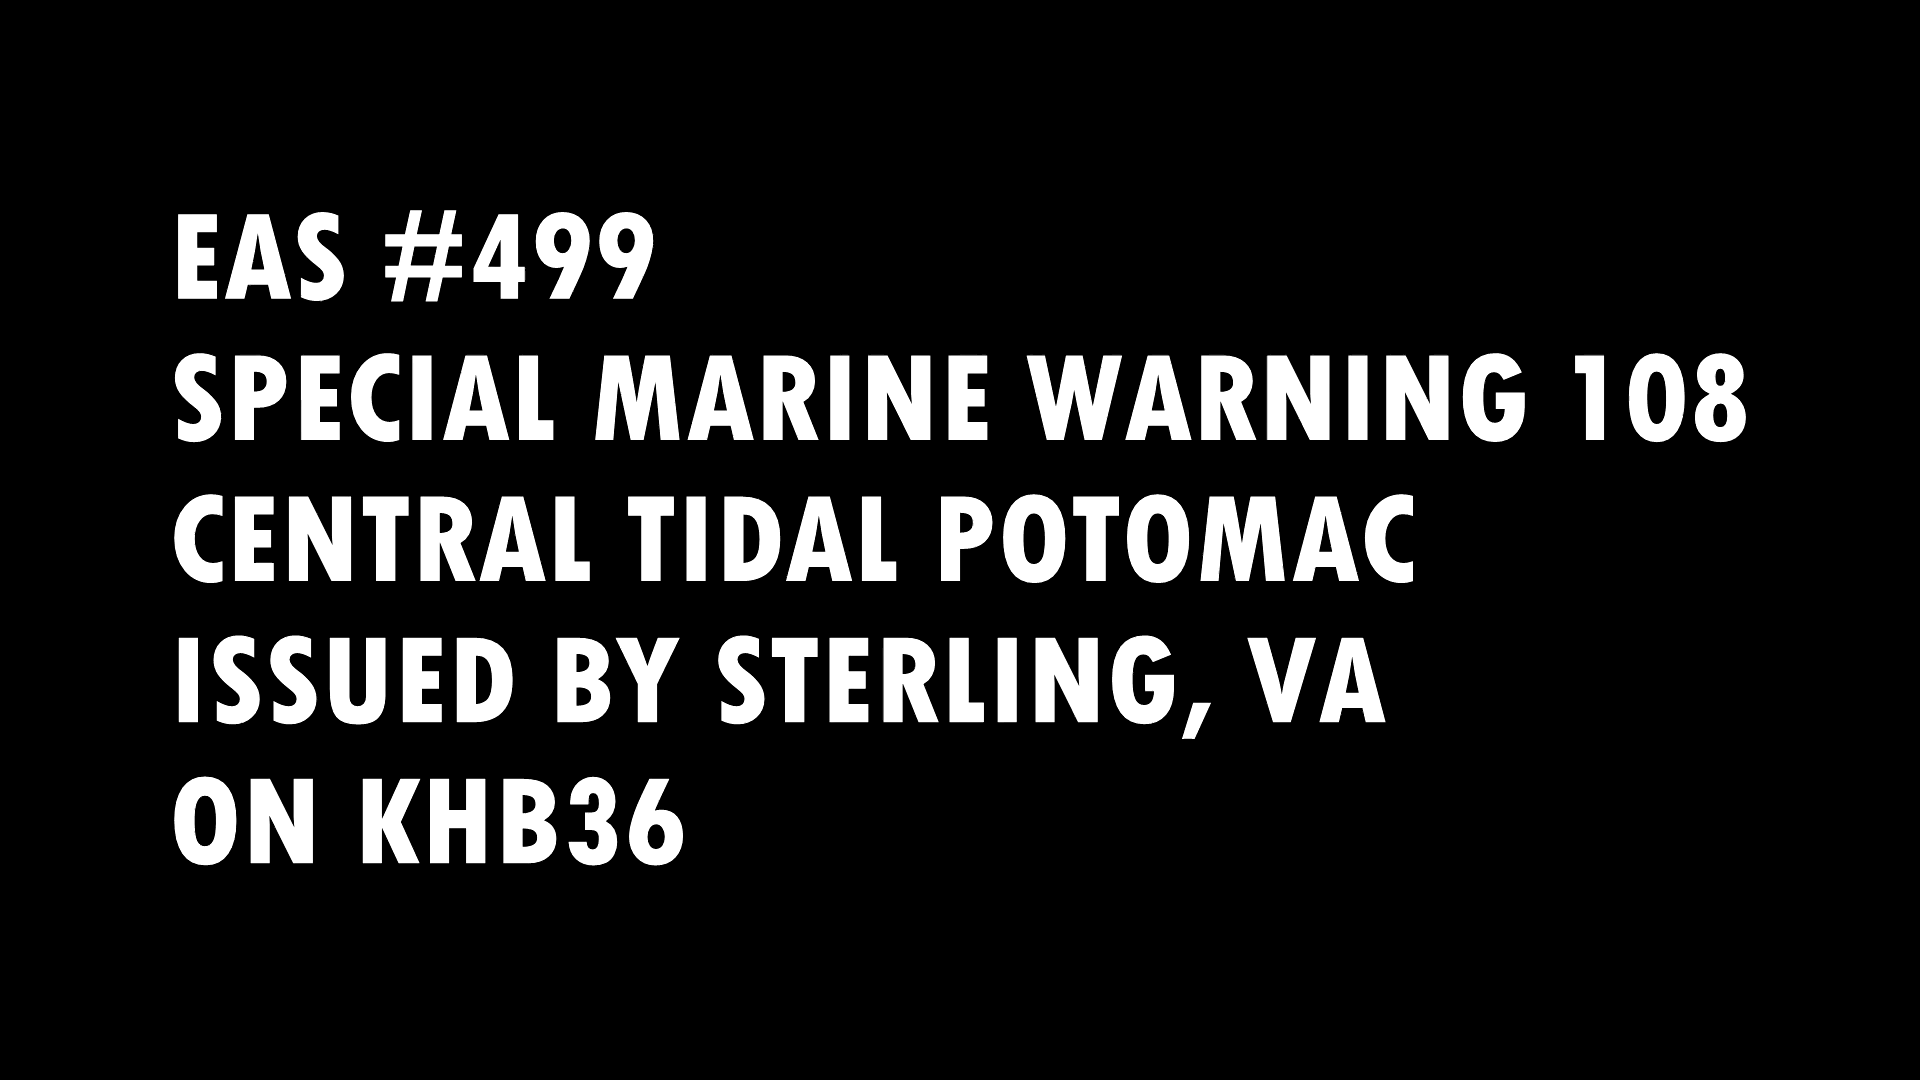 EAS #499
SPECIAL MARINE WARNING 108
CENTRAL TIDAL POTOMAC
ISSUED BY STERLING, VA
ON KHB36